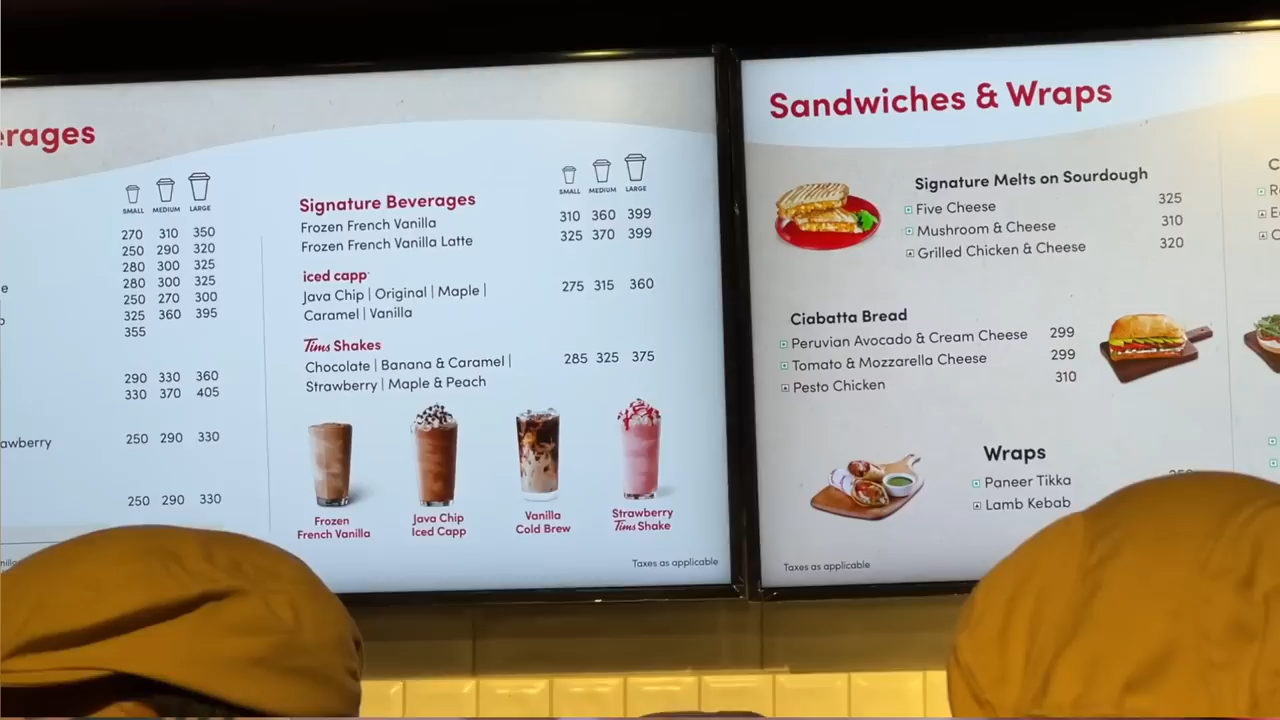 erages
SMALL MEDIUM LARGE
270 310 350
250 290 320
280 300 325
280 300 325
250 270 300
325 360 395
355
290 330 360
330 370 405
awberry
250 290 330
250 290 330
SMALL MEDIUM LARGE
Signature Beverages
Frozen French Vanilla 310 360 399
Frozen French Vanilla Latte 325 370 399
iced capp
Java Chip | Original | Maple | 275 315 360
Caramel | Vanilla
Tims Shakes
Chocolate | Banana & Caramel | 285 325 375
Strawberry | Maple & Peach
Frozen
French Vanilla
Java Chip
Iced Capp
Vanilla
Cold Brew
Strawberry
Tims Shake
Taxes as applicable
Sandwiches & Wraps
Signature Melts on Sourdough
Five Cheese 325
Mushroom & Cheese 310
Grilled Chicken & Cheese 320
Ciabatta Bread
Peruvian Avocado & Cream Cheese 299
Tomato & Mozzarella Cheese 299
Pesto Chicken 310
Wraps
Paneer Tikka
Lamb Kebab
Taxes as applicable